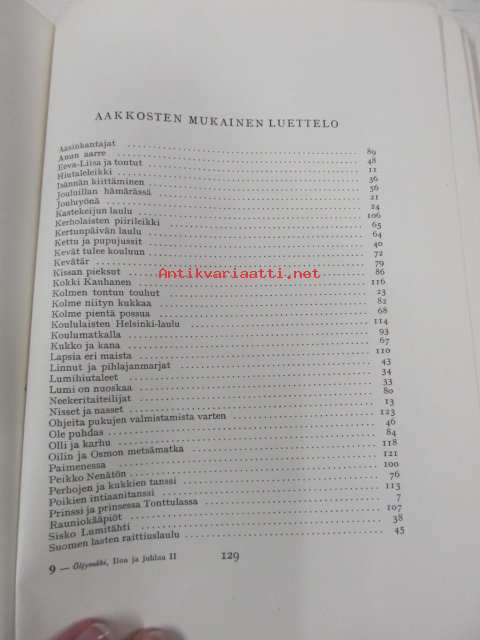 AAKKOSTEN MUKAINEN LUETTELO
Aasinkantajat 89
Anun aarre 48
Eeva-Liisa ja tontut 11
Hiutaleleikki 36
Isännän kiittäminen 56
Jouluillan hämärässä 21
Jouluyönä 24
Kastekeijun laulu 106
Kerholaisten piirileikki 65
Kertunpäivän laulu 64
Kettu ja pupujussit 40
Kevät tulee kouluun 72
Kevätär 79
Kissan pieksut 86
Kokki Kauhanen 116
Kolmen tontun touhut 23
Kolme niityn kukkaa 82
Kolme pientä possua 68
Koululaisten Helsinki-laulu 114
Koulumatkalla 93
Kukko ja kana 67
Lapsia eri maista 110
Linnut ja pihlajanmarjat 43
Lumihiutaleet 34
Lumi on nuoskaa 33
Neekeritaiteilijat 80
Nisset ja nasset 13
Ohjeita pukujen valmistamista varten 123
Ole puhdas 46
Olli ja karhu 84
Oilin ja Osmon metsämatka 118
Paimenessa 121
Peikko Nenätön 100
Perhojen ja kukkien tanssi 76
Poikien intiaanitanssi 113
Prinssi ja prinsessa Tonttulassa 7
Rauniokääpiöt 107
Sisko Lumitähti 38
Suomen lasten raittiuslaulu 45
9 — Öljymäki, Iloa ja juhlaa II 129
Antikvariaatti.net